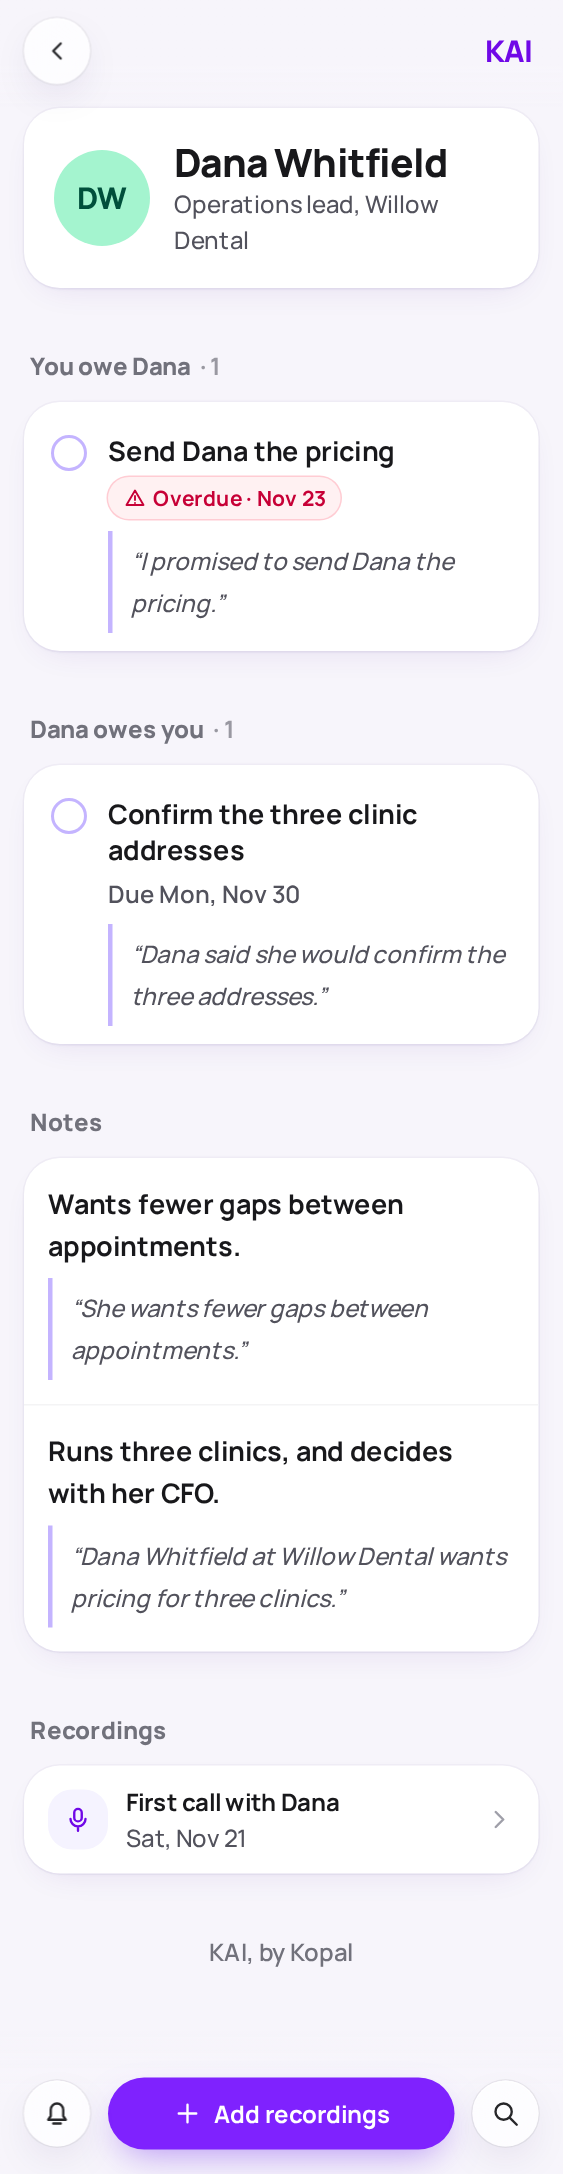 KAI
DW
Dana Whitfield
Operations lead, Willow
Dental
You owe Dana · 1
Send Dana the pricing
Overdue · Nov 23
“I promised to send Dana the
pricing.”
Dana owes you · 1
Confirm the three clinic
addresses
Due Mon, Nov 30
“Dana said she would confirm the
three addresses.”
Notes
Wants fewer gaps between
appointments.
“She wants fewer gaps between
appointments.”
Runs three clinics, and decides
with her CFO.
“Dana Whitfield at Willow Dental wants
pricing for three clinics.”
Recordings
First call with Dana
Sat, Nov 21
KAI, by Kopal
Add recordings